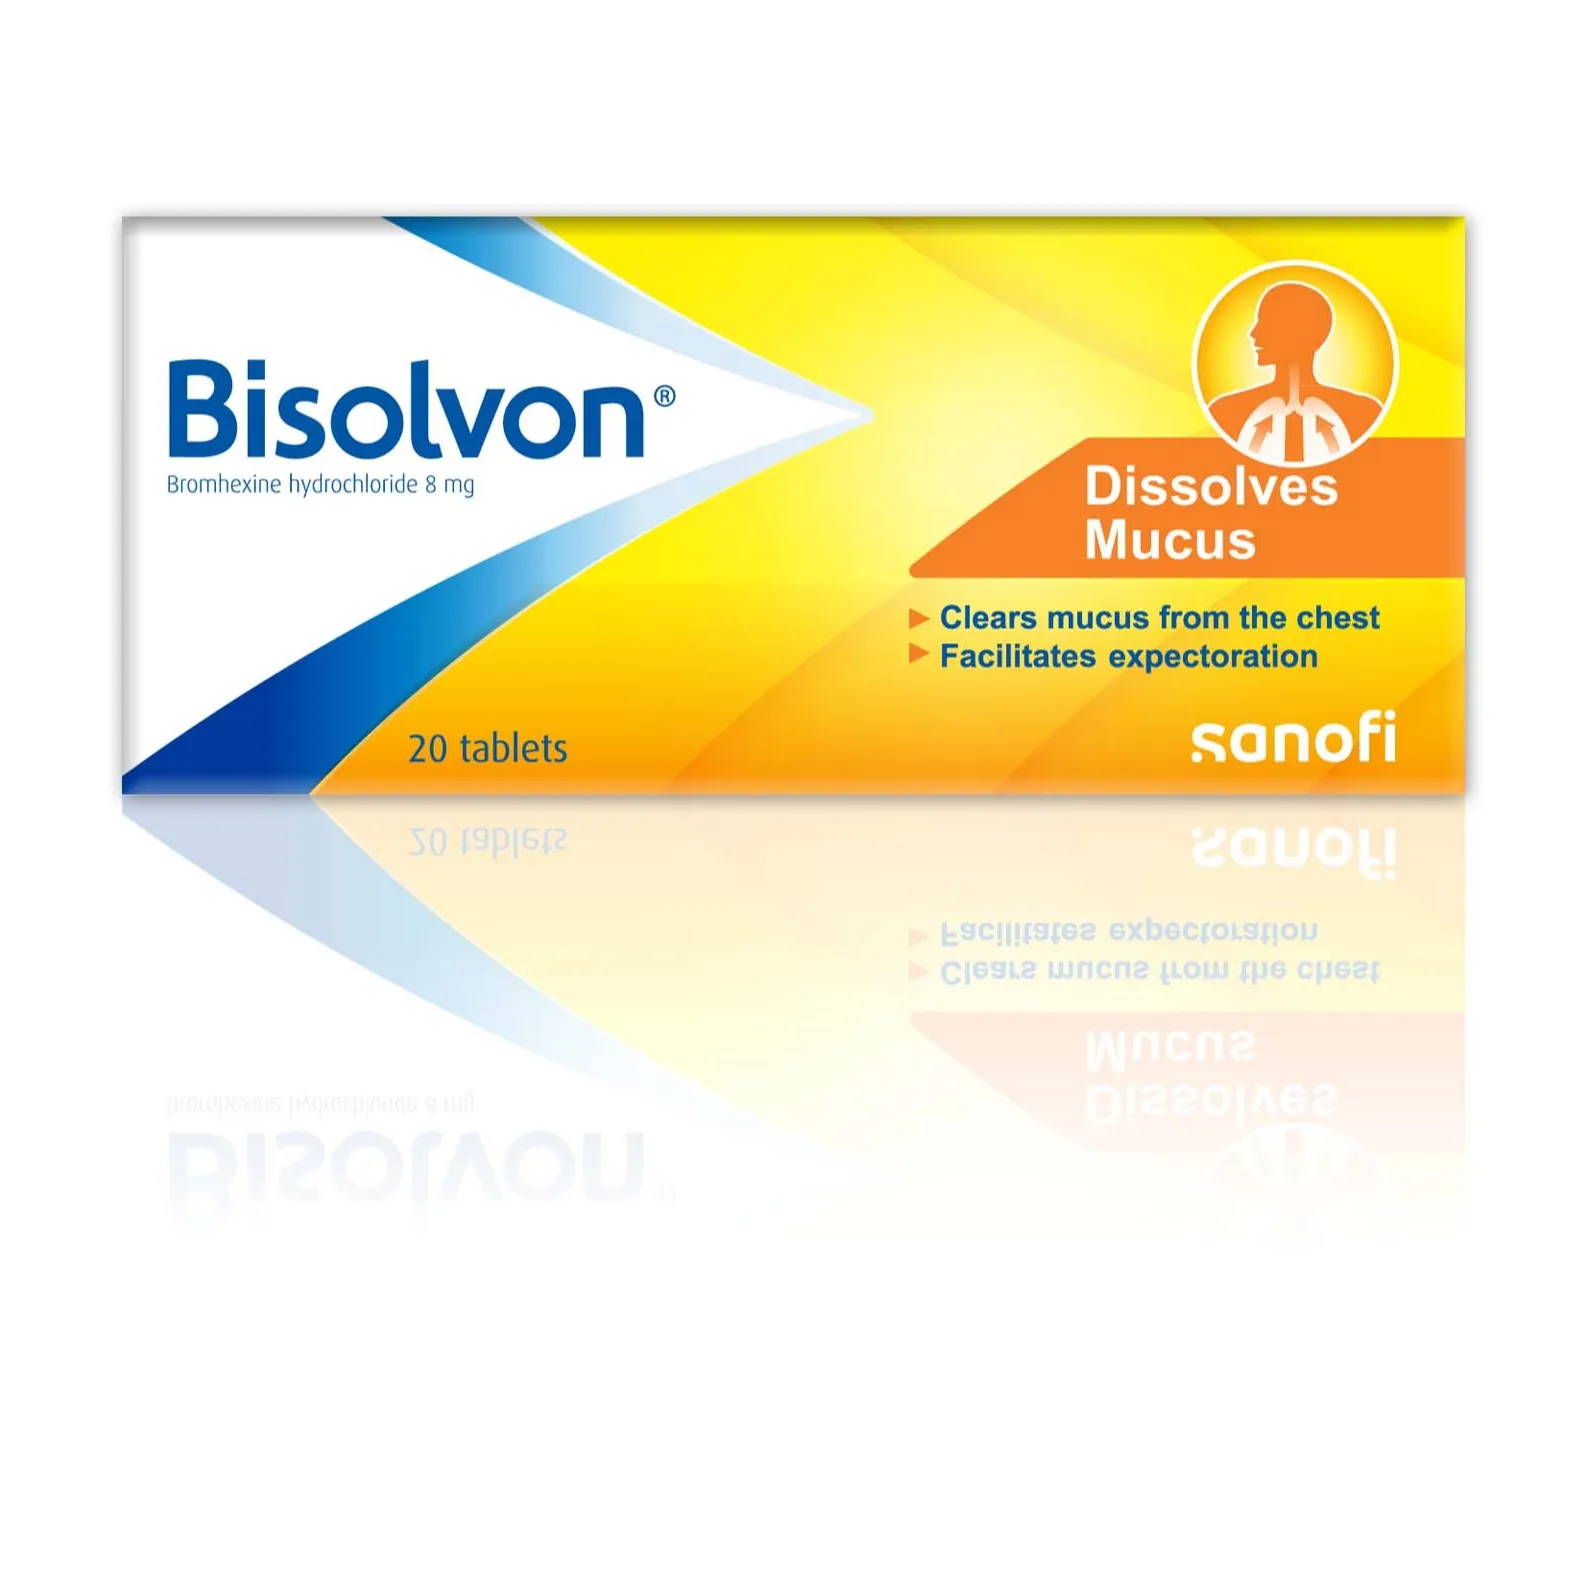 Bisolvon®
Bromhexine hydrochloride 8 mg
Dissolves
Mucus
Clears mucus from the chest
Facilitates expectoration
20 tablets
sanofi